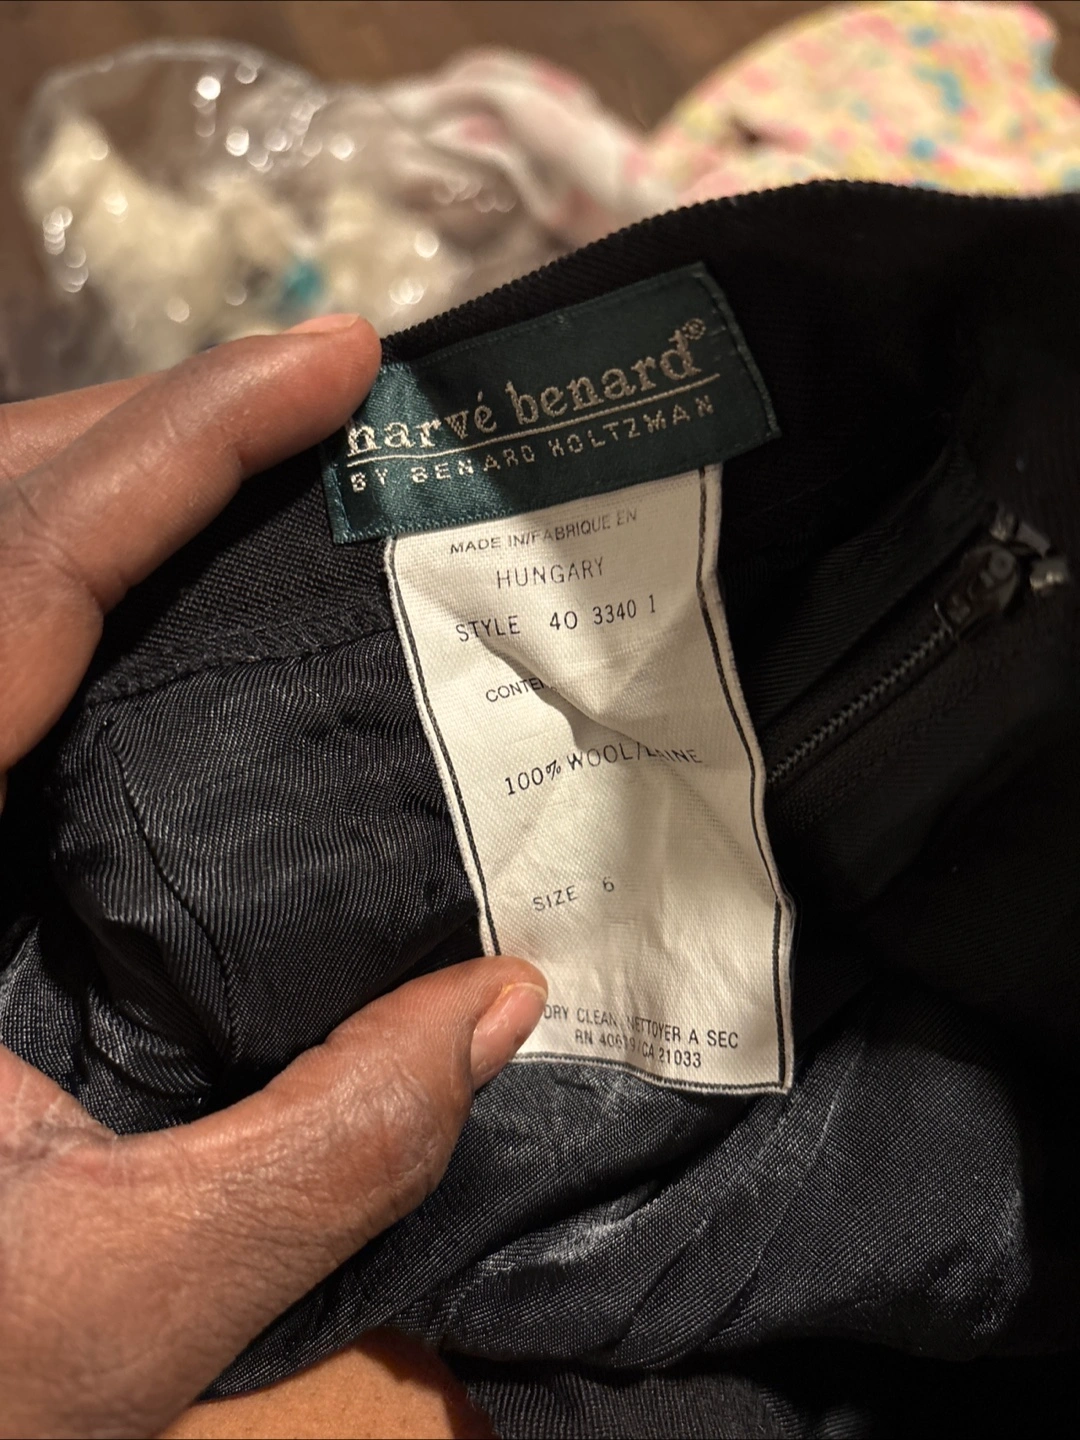 harvé benard®
BY BENARD HOLTZMAN
MADE IN/FABRIQUE EN
HUNGARY
STYLE 40 3340 1
100% WOOL/LAINE
SIZE 6
DRY CLEAN/NETTOYER A SEC
RN /CA 21033